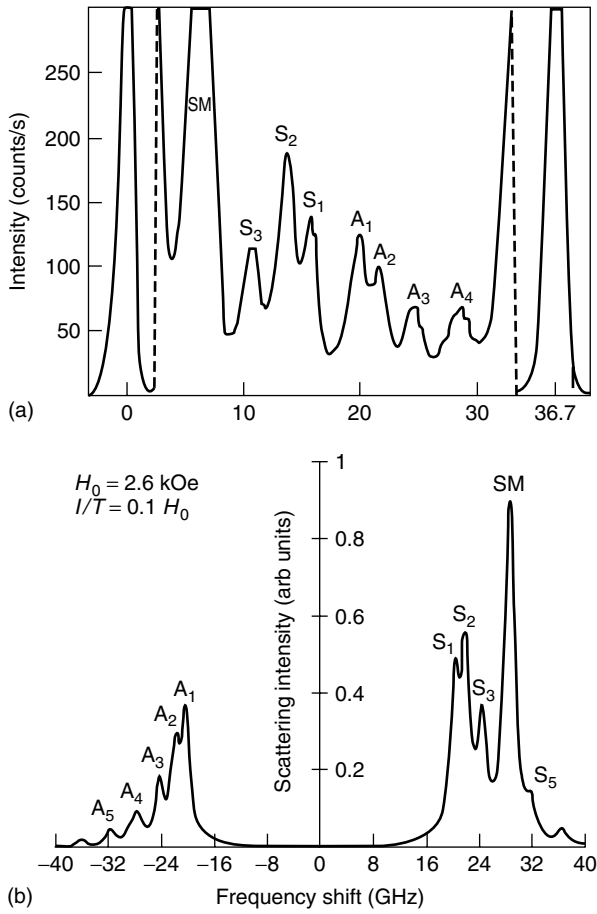 SM
S₂
S₁
S₃
A₁
A₂
A₃
A₄
250
200
150
100
50
Intensity (counts/s)
(a)
0 10 20 30 36.7
H₀ = 2.6 kOe
I/T = 0.1 H₀
1
0.8
0.6
0.4
0.2
Scattering intensity (arb units)
SM
S₁
S₂
S₃
S₅
A₁
A₂
A₃
A₄
A₅
−40 −32 −24 −16 −8 0 8 16 24 32 40
(b)
Frequency shift (GHz)